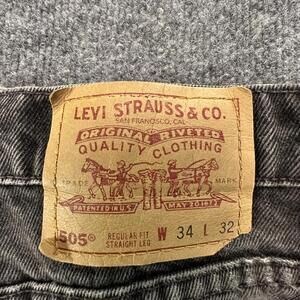 LEVI STRAUSS & CO.
SAN FRANCISCO, CAL
ORIGINAL RIVETED
QUALITY CLOTHING
TRADE MARK
PATENTED IN U.S. MAY 20 1873
505® REGULAR FIT STRAIGHT LEG W 34 L 32